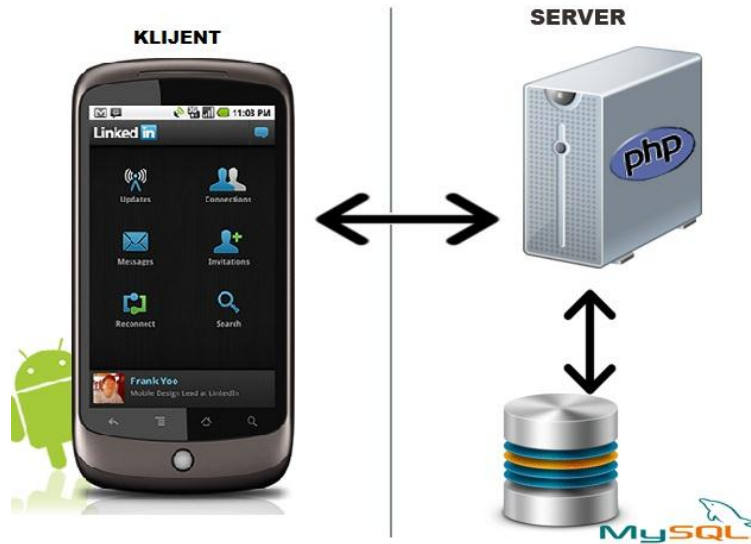 KLIJENT
SERVER
11:03 PM
Linked in
Updates
Connections
Messages
Invitations
Reconnect
Search
Frank Yoo
Mobile Design Lead at LinkedIn
php
MySQL